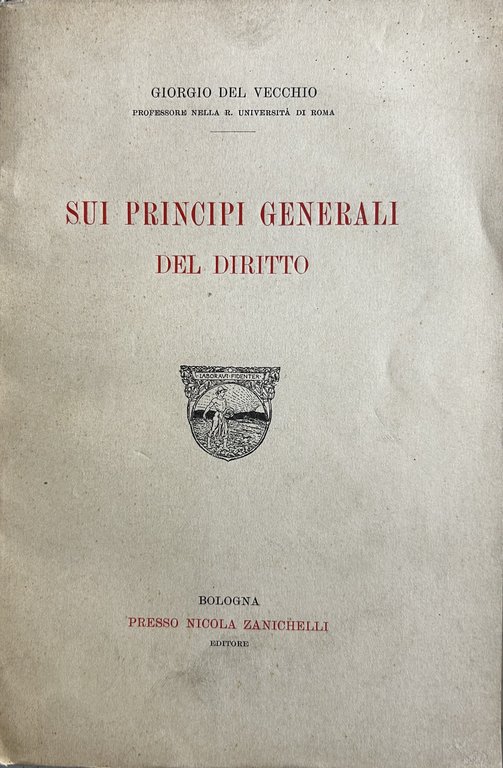 GIORGIO DEL VECCHIO
PROFESSORE NELLA R. UNIVERSITÀ DI ROMA
SUI PRINCIPI GENERALI
DEL DIRITTO
LABORAVI FIDENTER
BOLOGNA
PRESSO NICOLA ZANICHELLI
EDITORE